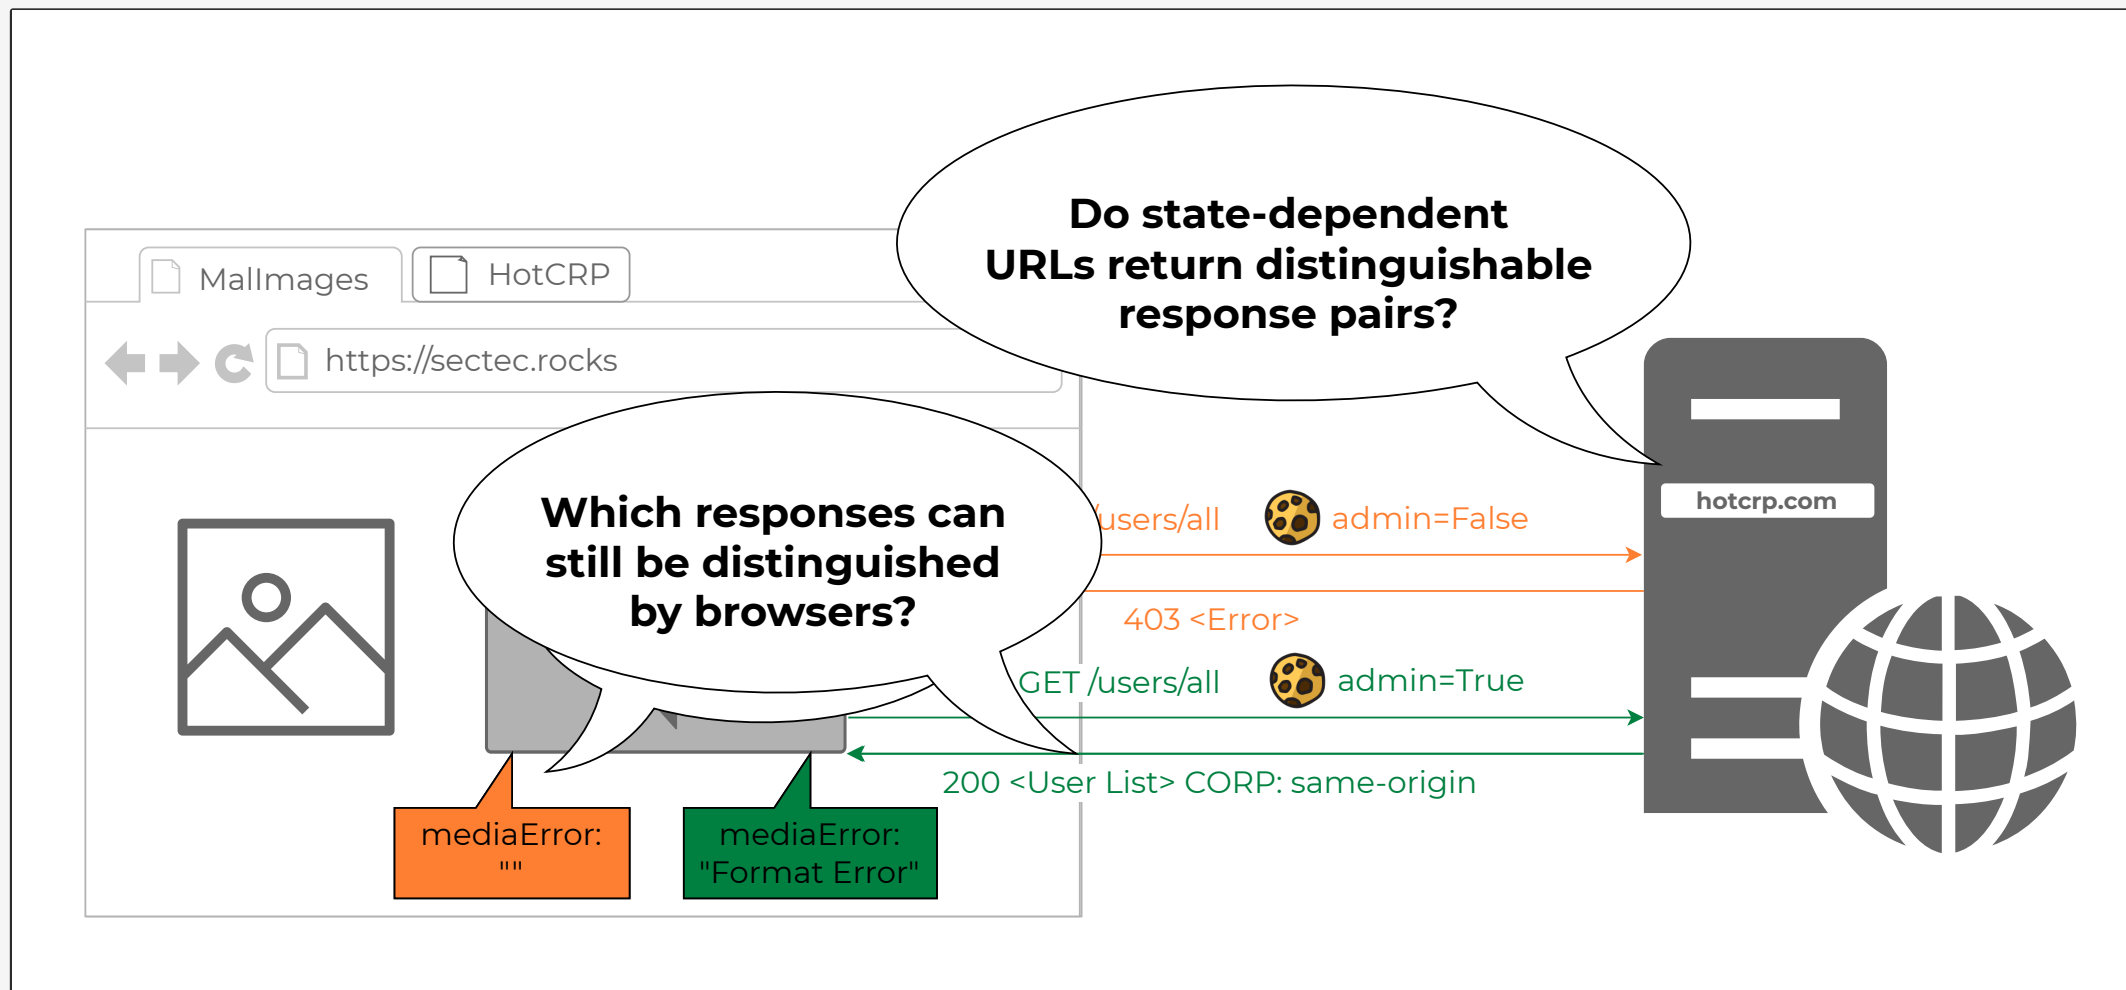 Do state-dependent
URLs return distinguishable
response pairs?
MalImages
HotCRP
https://sectec.rocks
Which responses can
still be distinguished
by browsers?
hotcrp.com
/users/all
admin=False
403 <Error>
GET /users/all
admin=True
200 <User List> CORP: same-origin
mediaError:
""
mediaError:
"Format Error"